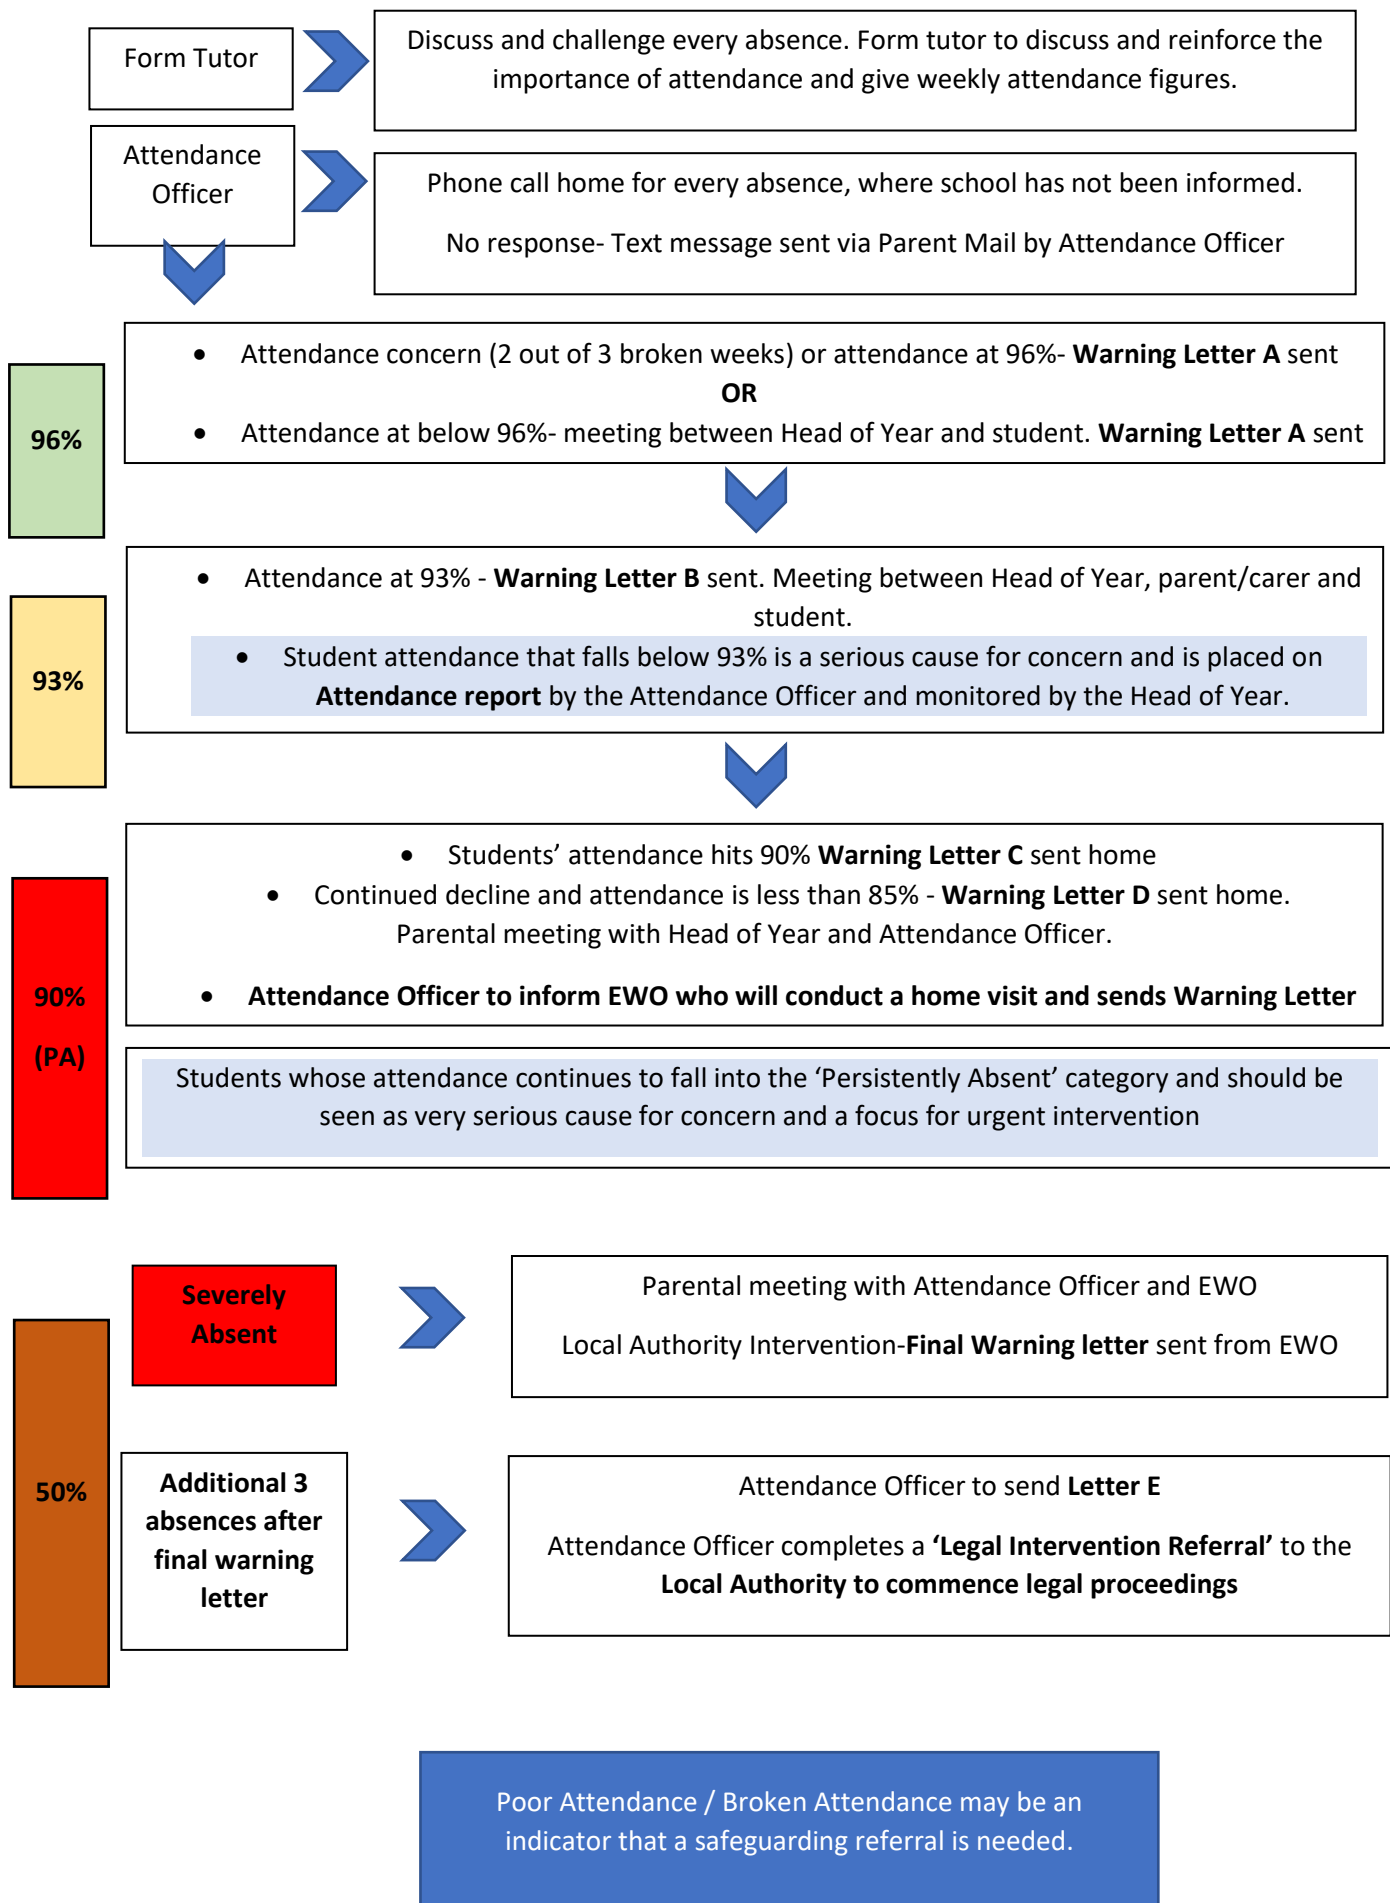 Form Tutor
Discuss and challenge every absence. Form tutor to discuss and reinforce the
importance of attendance and give weekly attendance figures.
Attendance
Officer
Phone call home for every absence, where school has not been informed.
No response- Text message sent via Parent Mail by Attendance Officer
96%
• Attendance concern (2 out of 3 broken weeks) or attendance at 96%- Warning Letter A sent
OR
• Attendance at below 96%- meeting between Head of Year and student. Warning Letter A sent
93%
• Attendance at 93% - Warning Letter B sent. Meeting between Head of Year, parent/carer and
student.
• Student attendance that falls below 93% is a serious cause for concern and is placed on
Attendance report by the Attendance Officer and monitored by the Head of Year.
90%
(PA)
• Students’ attendance hits 90% Warning Letter C sent home
• Continued decline and attendance is less than 85% - Warning Letter D sent home.
Parental meeting with Head of Year and Attendance Officer.
• Attendance Officer to inform EWO who will conduct a home visit and sends Warning Letter
Students whose attendance continues to fall into the ‘Persistently Absent’ category and should be
seen as very serious cause for concern and a focus for urgent intervention
50%
Severely
Absent
Parental meeting with Attendance Officer and EWO
Local Authority Intervention-Final Warning letter sent from EWO
Additional 3
absences after
final warning
letter
Attendance Officer to send Letter E
Attendance Officer completes a ‘Legal Intervention Referral’ to the
Local Authority to commence legal proceedings
Poor Attendance / Broken Attendance may be an
indicator that a safeguarding referral is needed.